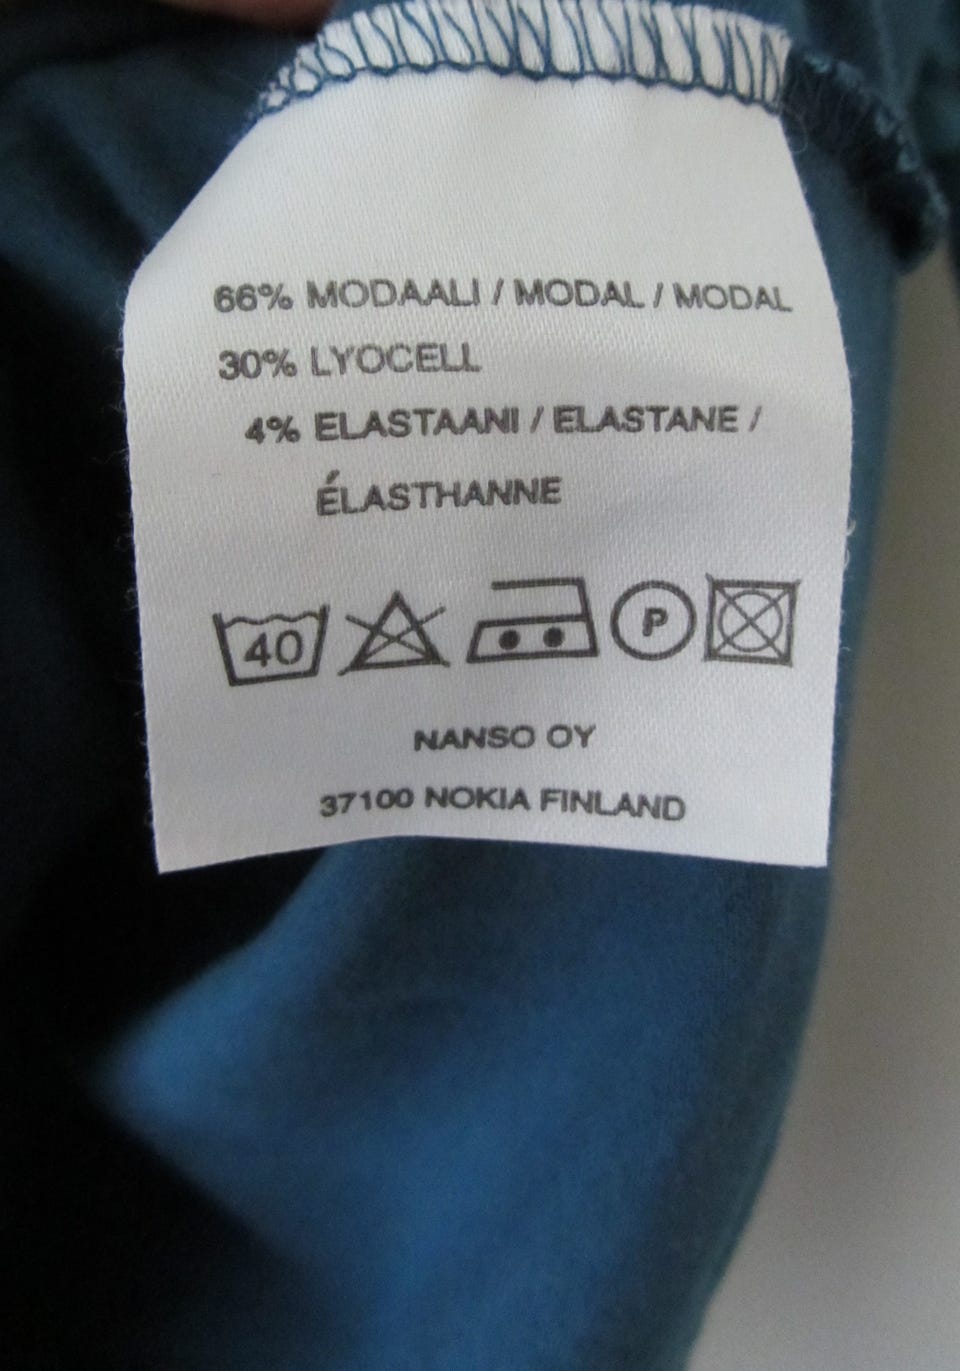 66% MODAALI / MODAL / MODAL
30% LYOCELL
4% ELASTAANI / ELASTANE /
ÉLASTHANNE
40 P
NANSO OY
37100 NOKIA FINLAND